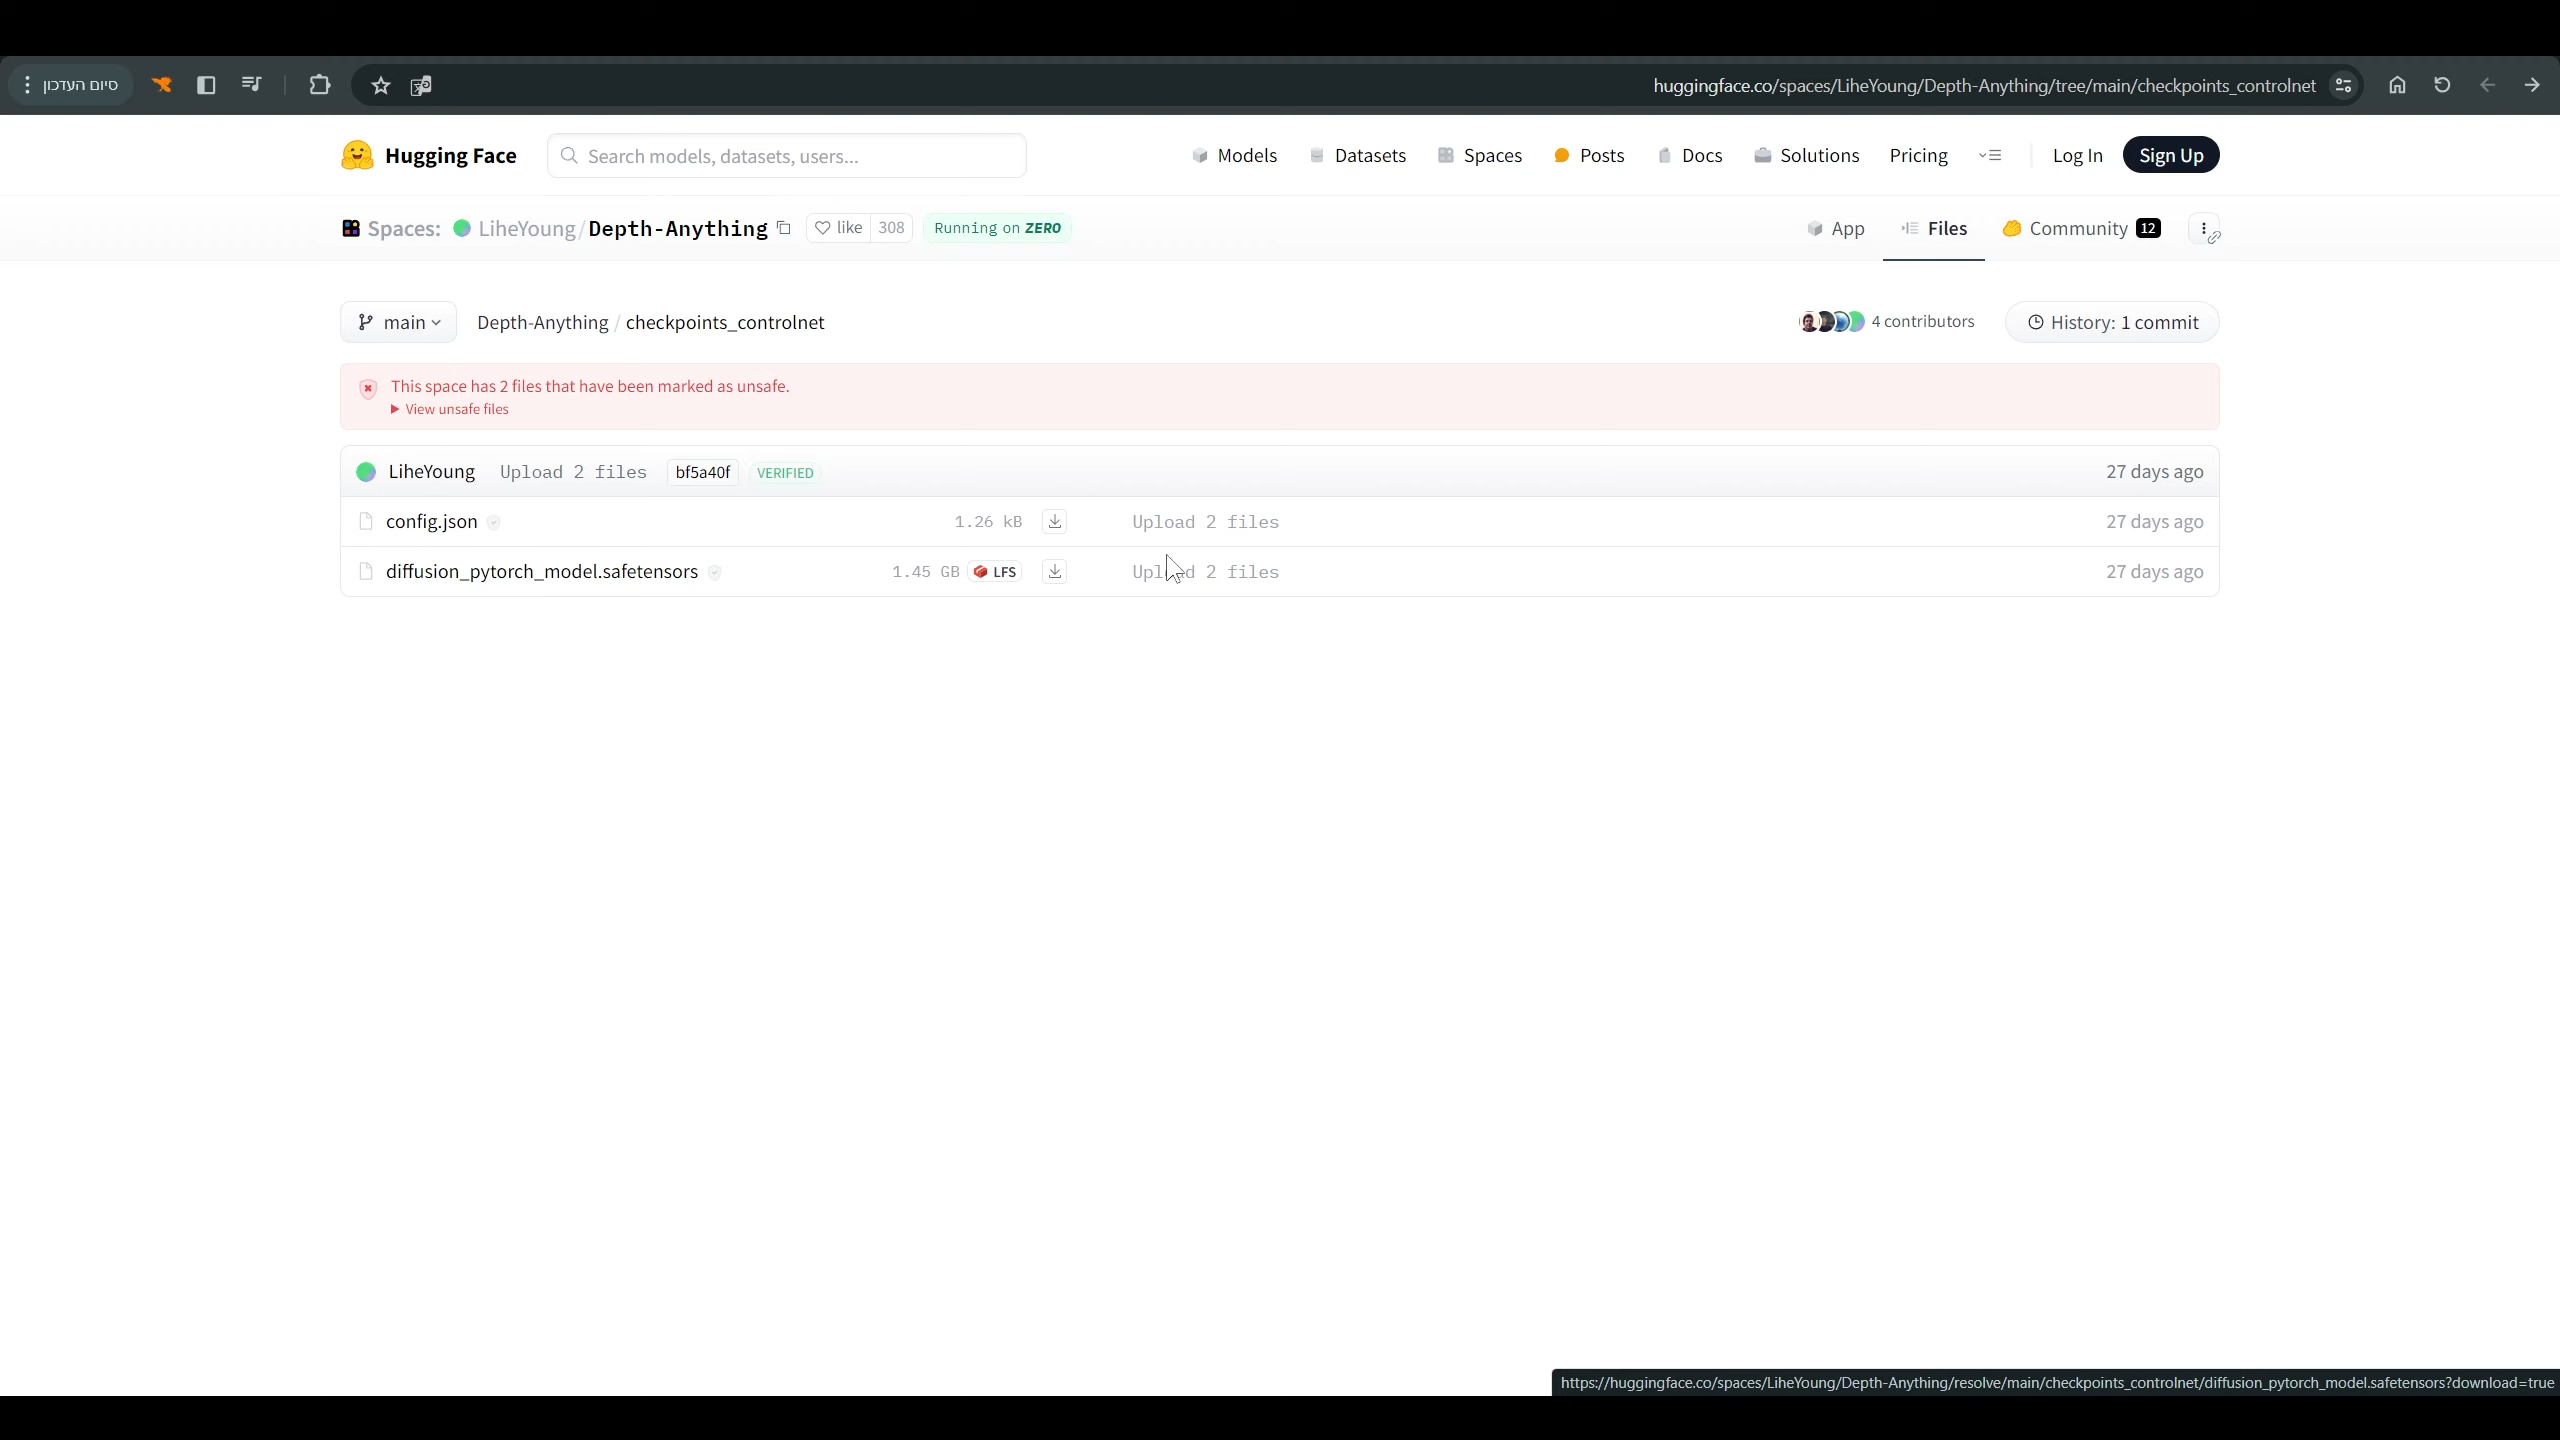 סיום העדכון
huggingface.co/spaces/LiheYoung/Depth-Anything/tree/main/checkpoints_controlnet
Hugging Face
Search models, datasets, users...
Models
Datasets
Spaces
Posts
Docs
Solutions
Pricing
Log In
Sign Up
Spaces: LiheYoung/Depth-Anything
like 308
Running on ZERO
App
Files
Community 12
main
Depth-Anything / checkpoints_controlnet
4 contributors
History: 1 commit
This space has 2 files that have been marked as unsafe.
View unsafe files
LiheYoung Upload 2 files bf5a40f VERIFIED 27 days ago
config.json 1.26 kB Upload 2 files 27 days ago
diffusion_pytorch_model.safetensors 1.45 GB LFS Upload 2 files 27 days ago
https://huggingface.co/spaces/LiheYoung/Depth-Anything/resolve/main/checkpoints_controlnet/diffusion_pytorch_model.safetensors?download=true